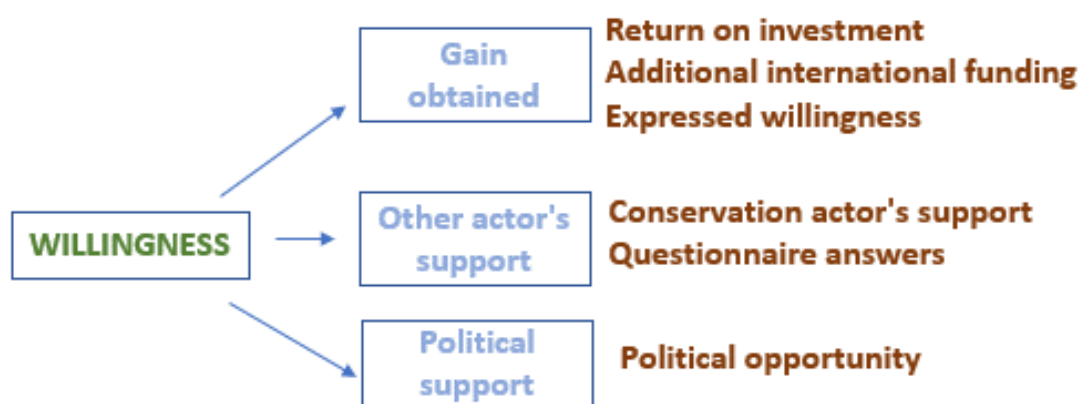 Gain
obtained
Return on investment
Additional international funding
Expressed willingness
WILLINGNESS
Other actor's
support
Conservation actor's support
Questionnaire answers
Political
support
Political opportunity